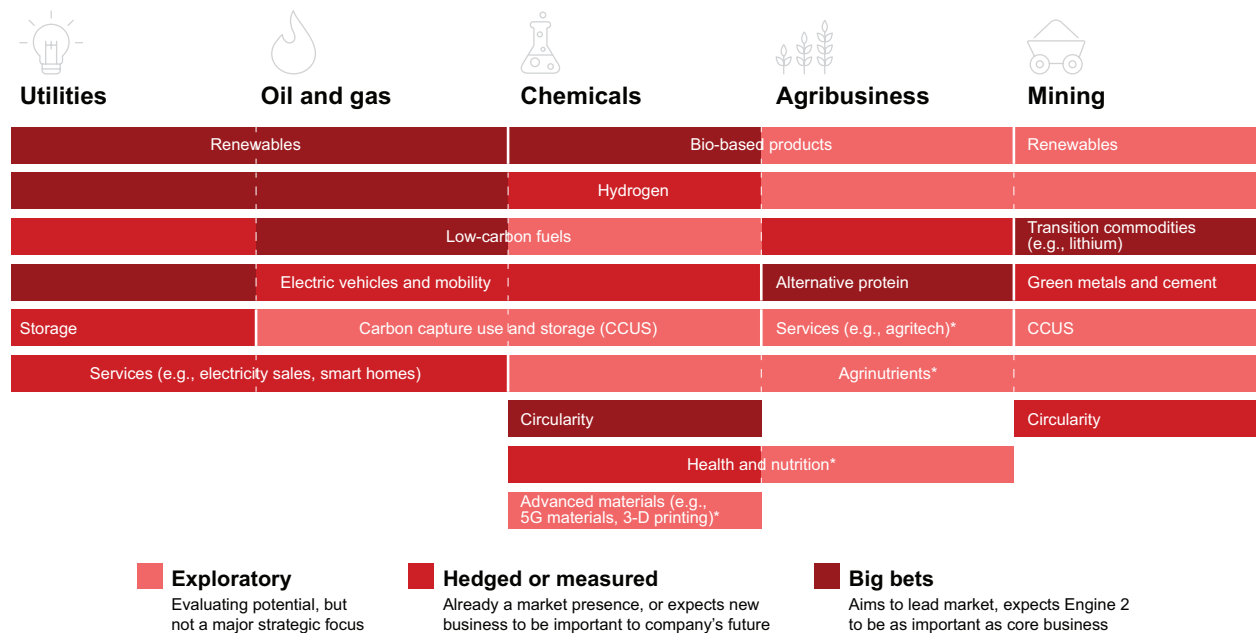 Utilities
Oil and gas
Chemicals
Agribusiness
Mining
Renewables
Bio-based products
Renewables
Hydrogen
Low-carbon fuels
Transition commodities
(e.g., lithium)
Electric vehicles and mobility
Alternative protein
Green metals and cement
Storage
Carbon capture use and storage (CCUS)
Services (e.g., agritech)*
CCUS
Services (e.g., electricity sales, smart homes)
Agrinutrients*
Circularity
Circularity
Health and nutrition*
Advanced materials (e.g.,
5G materials, 3-D printing)*
Exploratory
Evaluating potential, but
not a major strategic focus
Hedged or measured
Already a market presence, or expects new
business to be important to company's future
Big bets
Aims to lead market, expects Engine 2
to be as important as core business